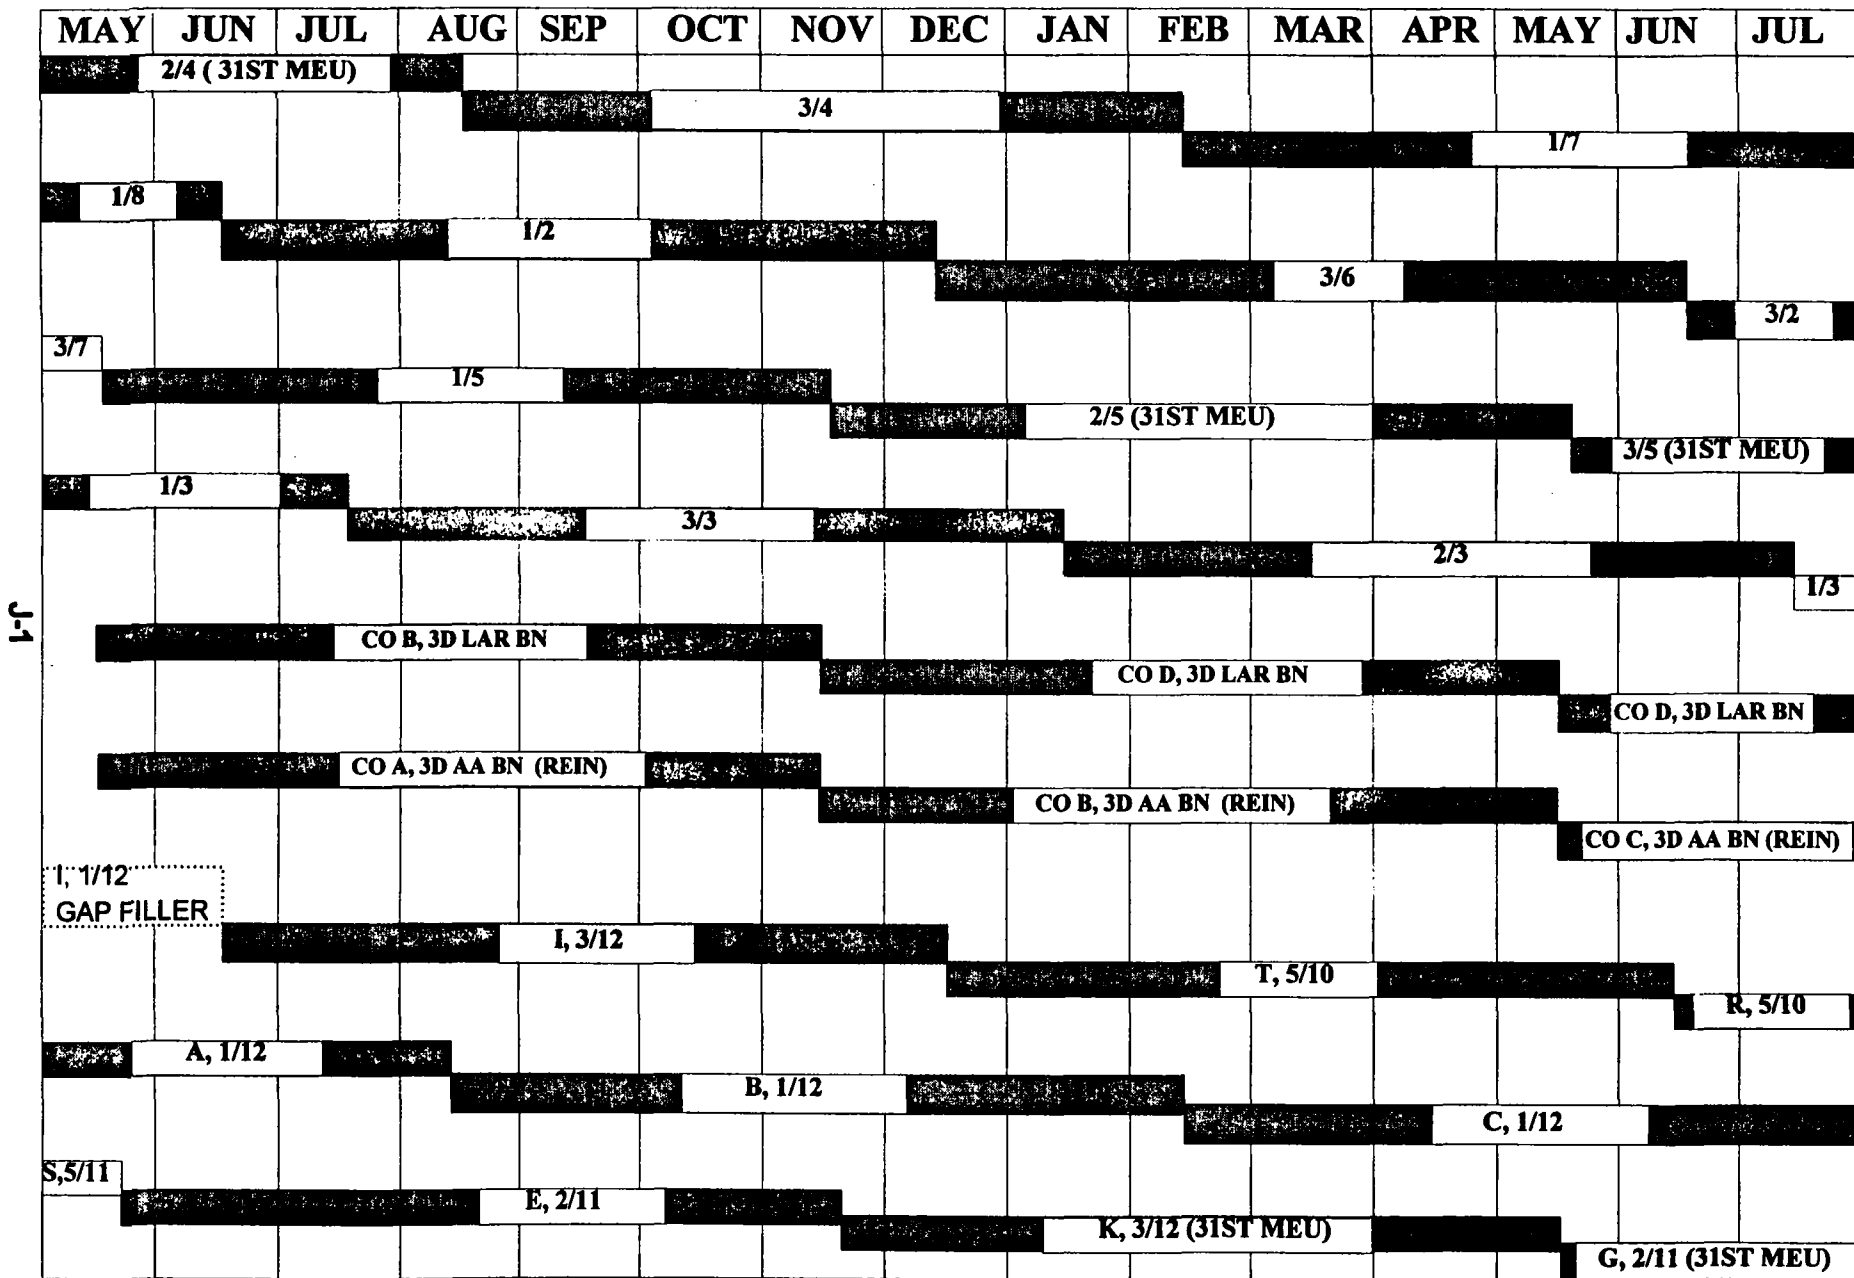 MAY JUN JUL AUG SEP OCT NOV DEC JAN FEB MAR APR MAY JUN JUL
2/4 ( 31ST MEU)
3/4
1/7
1/8
1/2
3/6
3/2
3/7
1/5
2/5 (31ST MEU)
3/5 (31ST MEU)
1/3
3/3
2/3
1/3
J-1
CO B, 3D LAR BN
CO D, 3D LAR BN
CO D, 3D LAR BN
CO A, 3D AA BN (REIN)
CO B, 3D AA BN (REIN)
CO C, 3D AA BN (REIN)
I, 1/12
GAP FILLER
I, 3/12
T, 5/10
R, 5/10
A, 1/12
B, 1/12
C, 1/12
S,5/11
E, 2/11
K, 3/12 (31ST MEU)
G, 2/11 (31ST MEU)